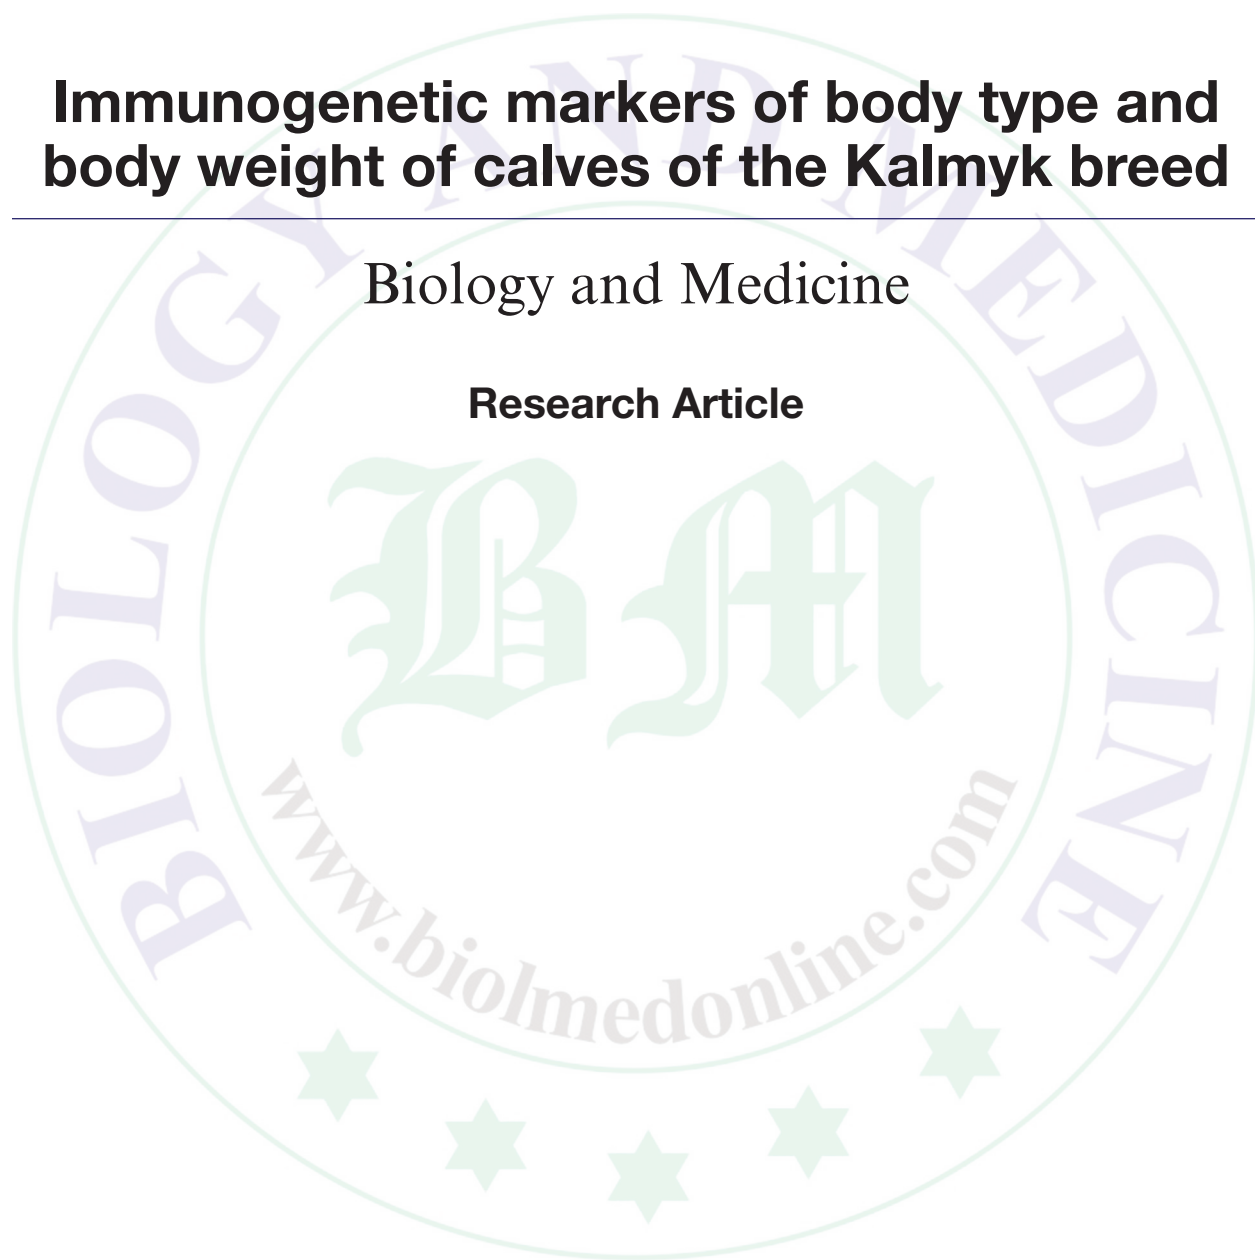 Immunogenetic markers of body type and
body weight of calves of the Kalmyk breed
Biology and Medicine
Research Article
BIOLOGY AND MEDICINE
BM
www.biolmedonline.com